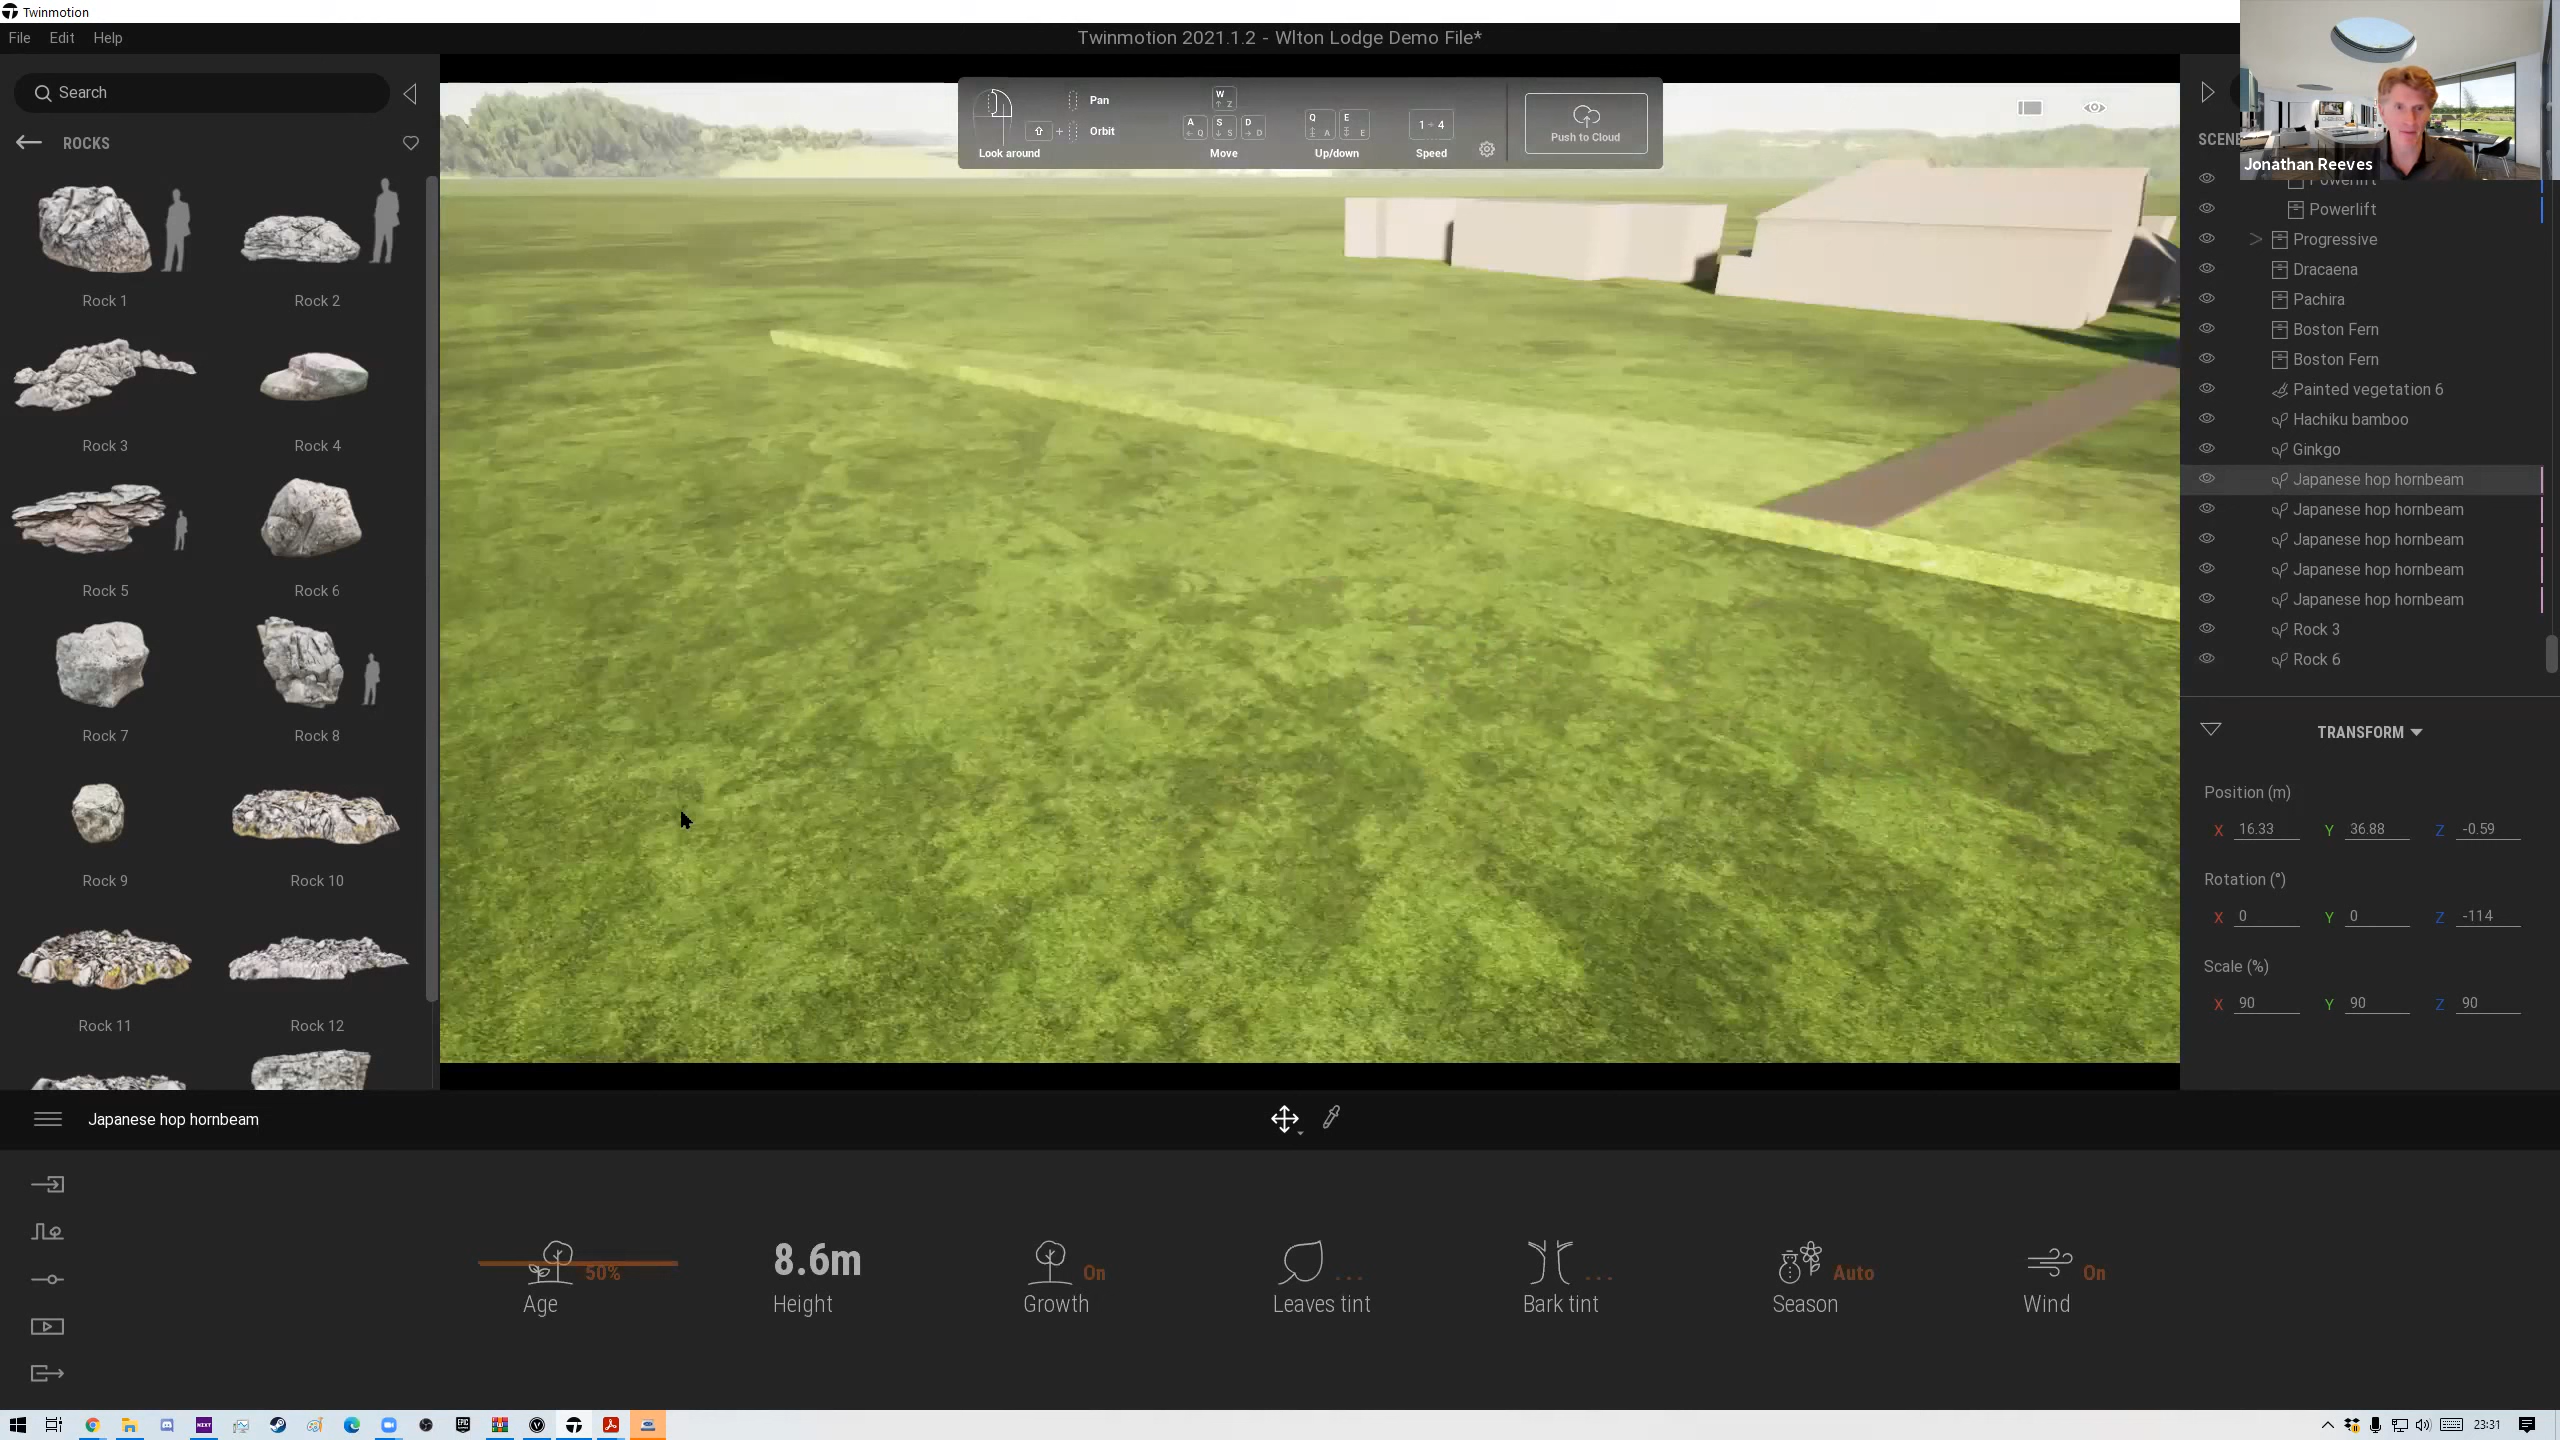 Twinmotion
File Edit Help
Twinmotion 2021.1.2 - Wlton Lodge Demo File*
Search
ROCKS
Rock 1
Rock 2
Rock 3
Rock 4
Rock 5
Rock 6
Rock 7
Rock 8
Rock 9
Rock 10
Rock 11
Rock 12
Look around
Pan
+ Orbit
W
↑ Z
A
← Q
S
↓ S
D
→ D
Move
Q
A
E
E
Up/down
1 ÷ 4
Speed
Push to Cloud
Jonathan Reeves
SCENE
Powerlift
Powerlift
Progressive
Dracaena
Pachira
Boston Fern
Boston Fern
Painted vegetation 6
Hachiku bamboo
Ginkgo
Japanese hop hornbeam
Japanese hop hornbeam
Japanese hop hornbeam
Japanese hop hornbeam
Japanese hop hornbeam
Rock 3
Rock 6
TRANSFORM
Position (m)
X 16.33 Y 36.88 Z -0.59
Rotation (°)
X 0 Y 0 Z -114
Scale (%)
X 90 Y 90 Z 90
Japanese hop hornbeam
50%
Age
8.6m
Height
On
Growth
...
Leaves tint
...
Bark tint
Auto
Season
On
Wind
NEXT
EPIC
23:31